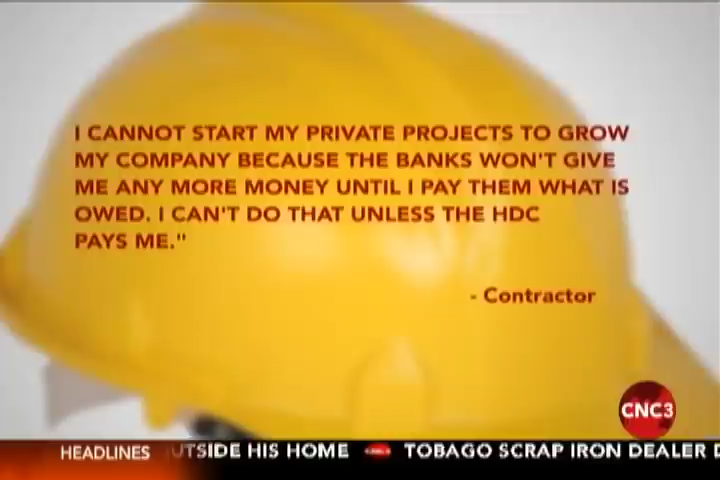 I CANNOT START MY PRIVATE PROJECTS TO GROW
MY COMPANY BECAUSE THE BANKS WON'T GIVE
ME ANY MORE MONEY UNTIL I PAY THEM WHAT IS
OWED. I CAN'T DO THAT UNLESS THE HDC
PAYS ME."
- Contractor
CNC3
HEADLINES UTSIDE HIS HOME TOBAGO SCRAP IRON DEALER D